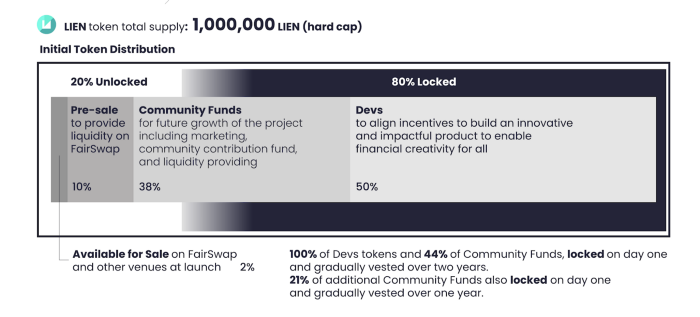 LIEN token total supply: 1,000,000 LIEN (hard cap)
Initial Token Distribution
20% Unlocked
80% Locked
Pre-sale
to provide
liquidity on
FairSwap
10%
Community Funds
for future growth of the project
including marketing,
community contribution fund,
and liquidity providing
38%
Devs
to align incentives to build an innovative
and impactful product to enable
financial creativity for all
50%
Available for Sale on FairSwap
and other venues at launch 2%
100% of Devs tokens and 44% of Community Funds, locked on day one
and gradually vested over two years.
21% of additional Community Funds also locked on day one
and gradually vested over one year.